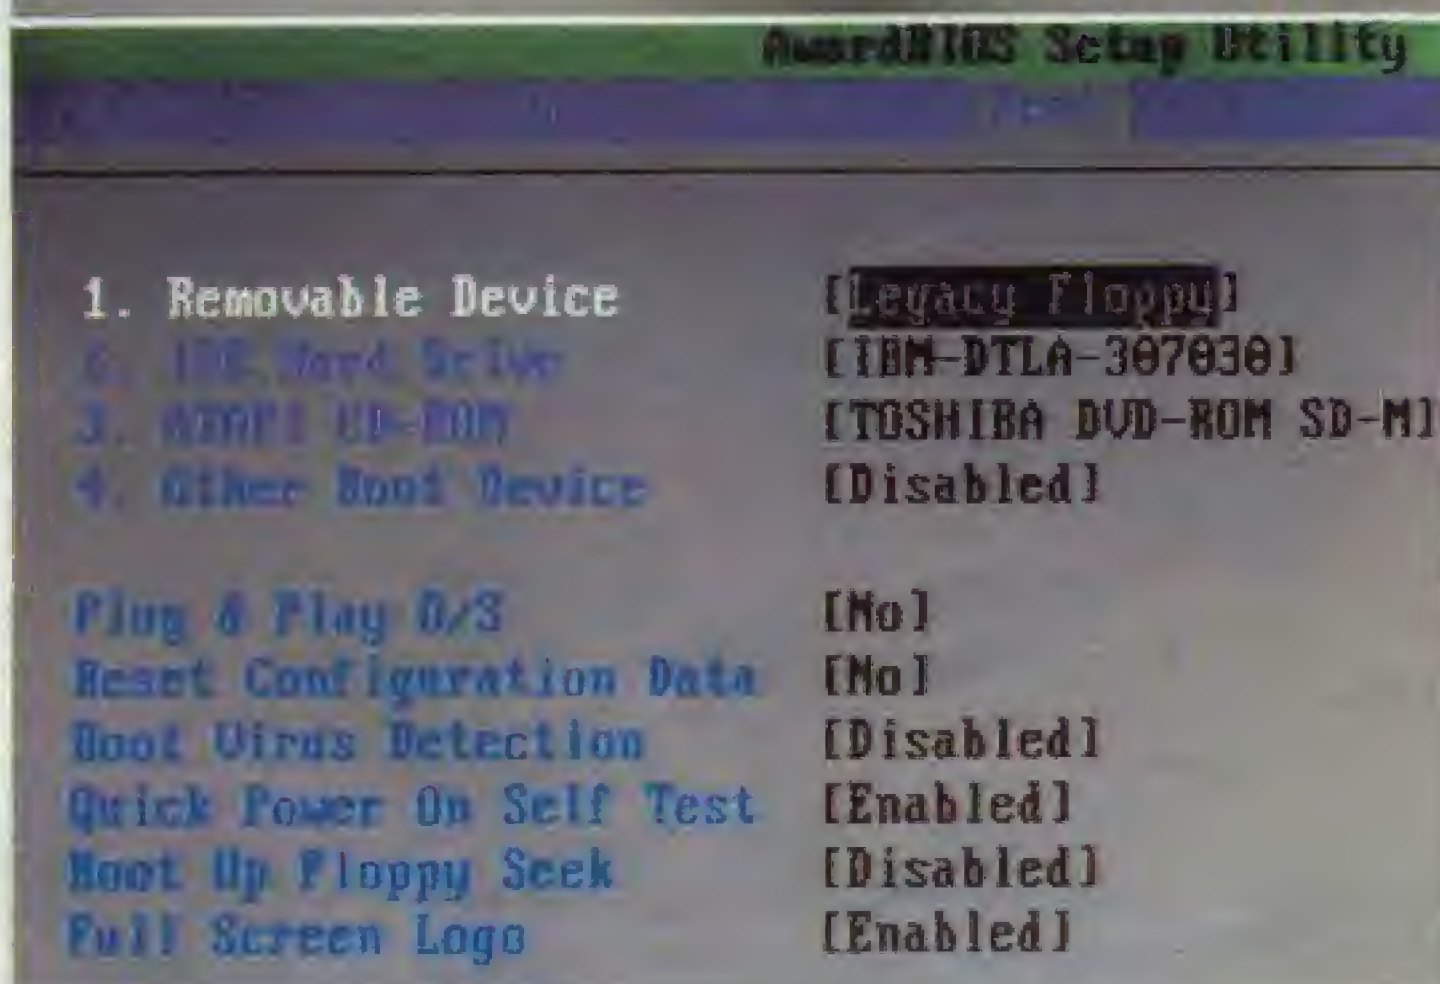 AwardBIOS Setup Utility
1. Removable Device [Legacy Floppy]
2. IDE Hard Drive [IBM-DTLA-307030]
3. ATAPI CD-ROM [TOSHIBA DVD-ROM SD-M1
4. Other Boot Device [Disabled]
Plug & Play O/S [No]
Reset Configuration Data [No]
Boot Virus Detection [Disabled]
Quick Power On Self Test [Enabled]
Boot Up Floppy Seek [Disabled]
Full Screen Logo [Enabled]